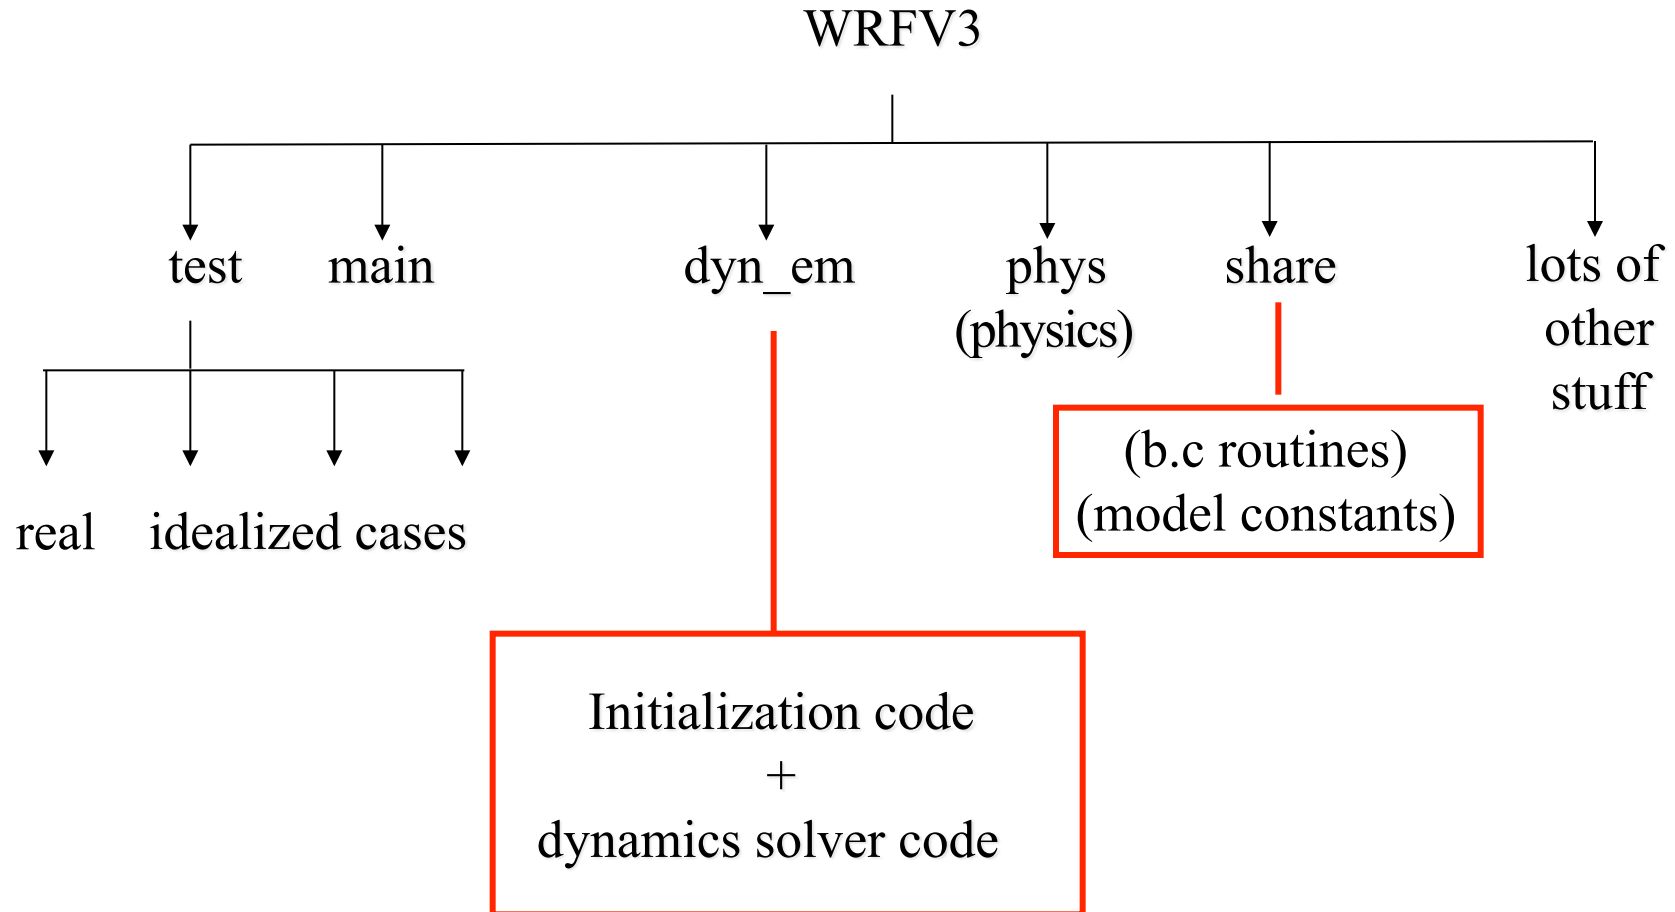 WRFV3
test
main
dyn_em
phys
(physics)
share
lots of
other
stuff
real
idealized cases
(b.c routines)
(model constants)
Initialization code
+
dynamics solver code